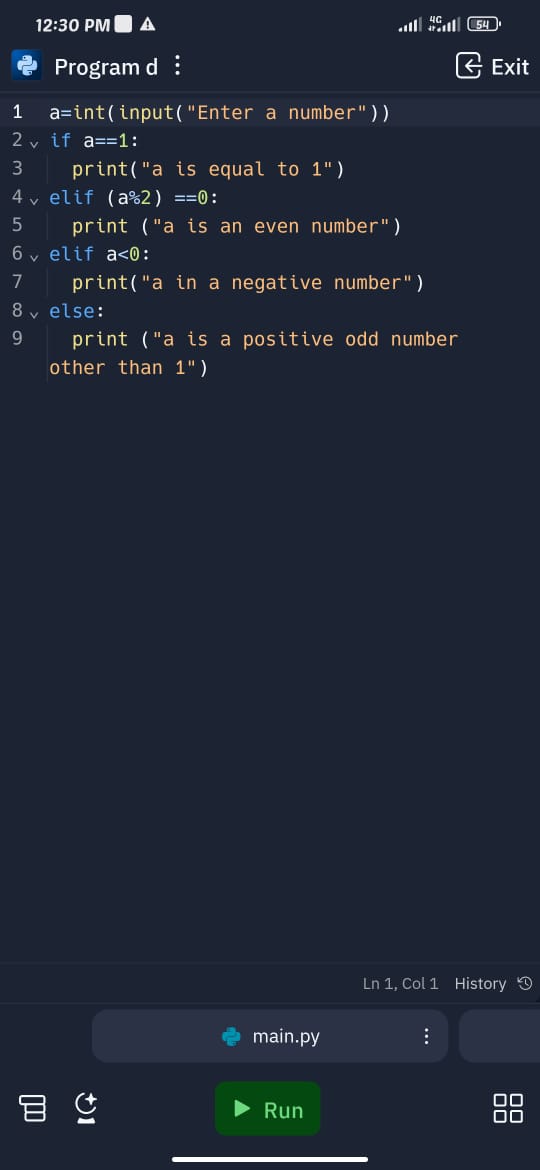 12:30 PM
4G
54
Program d
Exit
1 a=int(input("Enter a number"))
2 if a==1:
3 print("a is equal to 1")
4 elif (a%2) ==0:
5 print ("a is an even number")
6 elif a<0:
7 print("a in a negative number")
8 else:
9 print ("a is a positive odd number
other than 1")
Ln 1, Col 1 History
main.py
Run